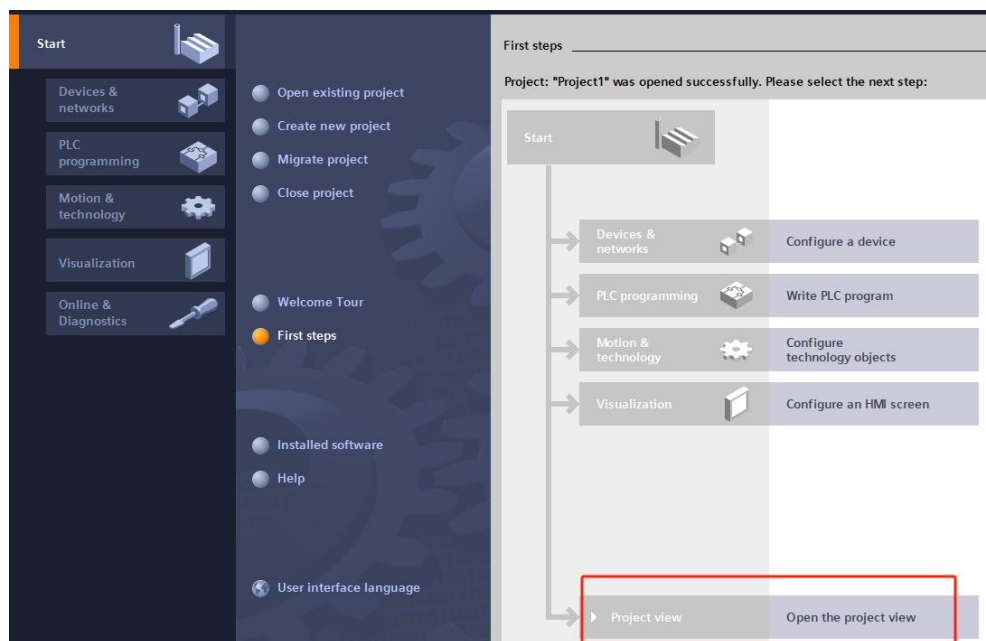 Start
Devices &
networks
PLC
programming
Motion &
technology
Visualization
Online &
Diagnostics
Open existing project
Create new project
Migrate project
Close project
Welcome Tour
First steps
Installed software
Help
User interface language
First steps
Project: "Project1" was opened successfully. Please select the next step:
Start
Devices &
networks
Configure a device
PLC programming
Write PLC program
Motion &
technology
Configure
technology objects
Visualization
Configure an HMI screen
Project view
Open the project view